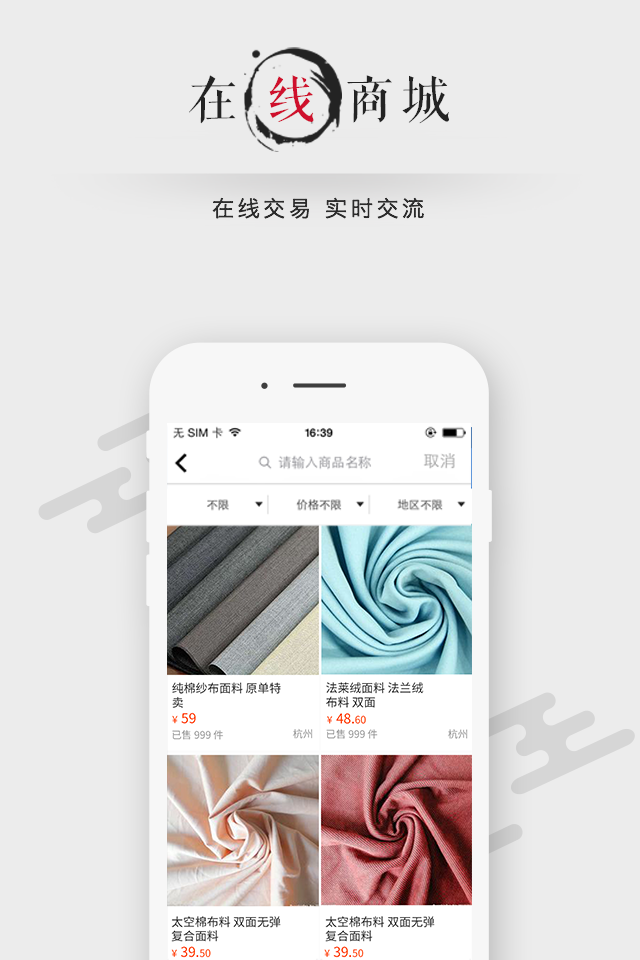 在线商城
在线交易 实时交流
无 SIM 卡 16:39
请输入商品名称 取消
不限 价格不限 地区不限
纯棉纱布面料 原单特
卖
¥ 59
已售 999 件 杭州
法莱绒面料 法兰绒
布料 双面
¥ 48.60
已售 999 件 杭州
太空棉布料 双面无弹
复合面料
¥ 39.50
太空棉布料 双面无弹
复合面料
¥ 39.50